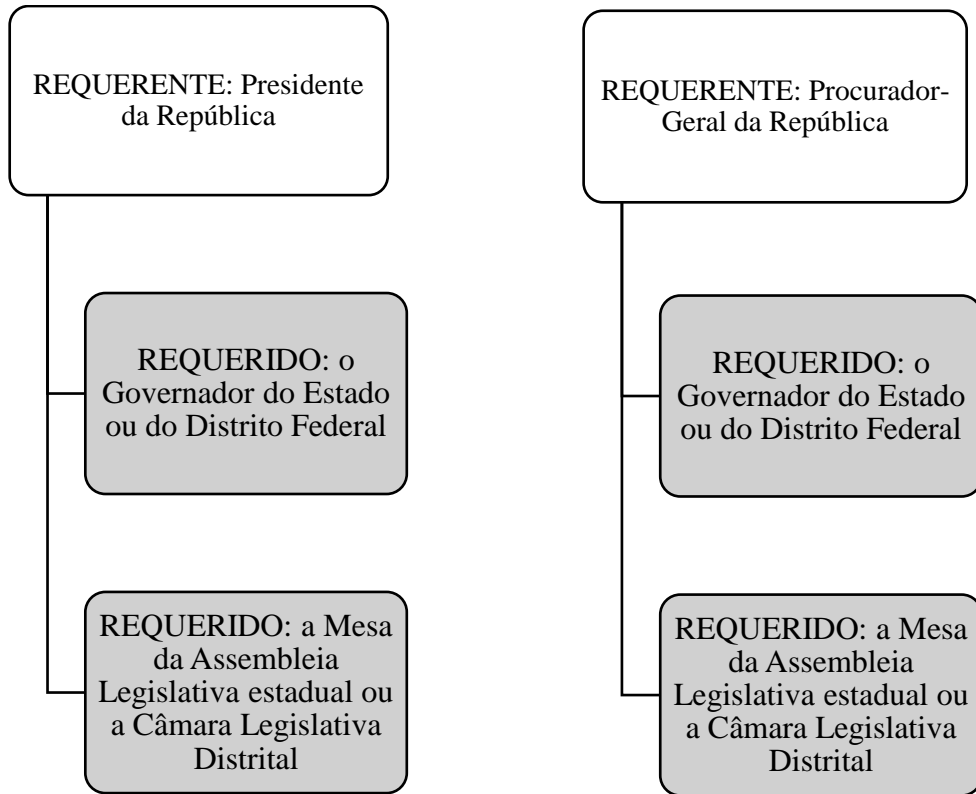 REQUERENTE: Presidente
da República
REQUERIDO: o
Governador do Estado
ou do Distrito Federal
REQUERIDO: a Mesa
da Assembleia
Legislativa estadual ou
a Câmara Legislativa
Distrital
REQUERENTE: Procurador-
Geral da República
REQUERIDO: o
Governador do Estado
ou do Distrito Federal
REQUERIDO: a Mesa
da Assembleia
Legislativa estadual ou
a Câmara Legislativa
Distrital